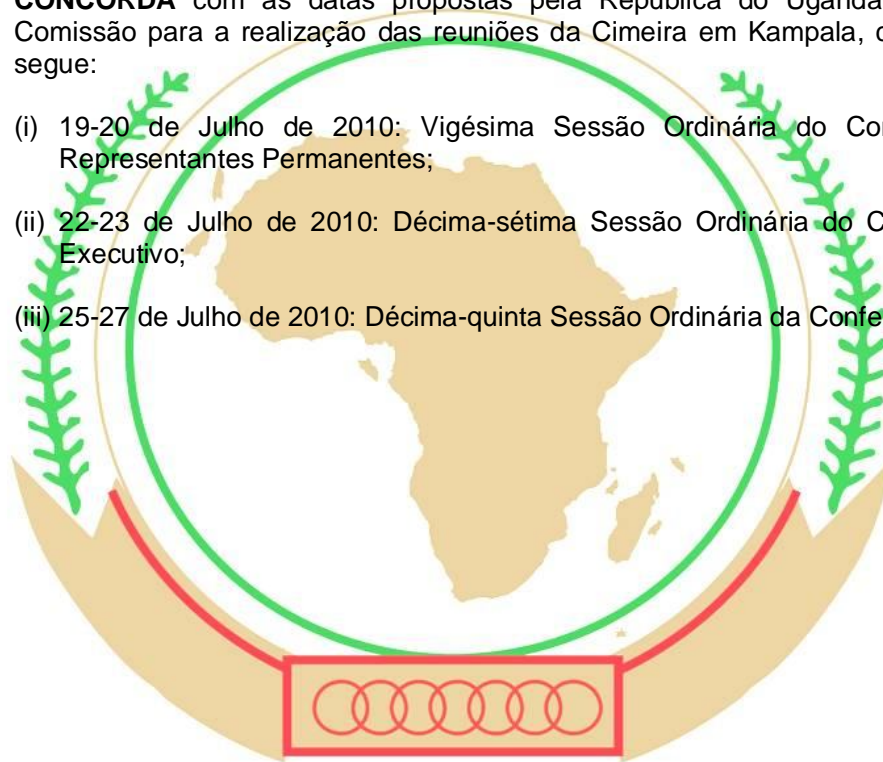 CONCORDA com as datas propostas pela República do Uganda
Comissão para a realização das reuniões da Cimeira em Kampala,
segue:
(i) 19-20 de Julho de 2010: Vigésima Sessão Ordinária do
Representantes Permanentes;
(ii) 22-23 de Julho de 2010: Décima-sétima Sessão Ordinária do
Executivo;
(iii) 25-27 de Julho de 2010: Décima-quinta Sessão Ordinária da